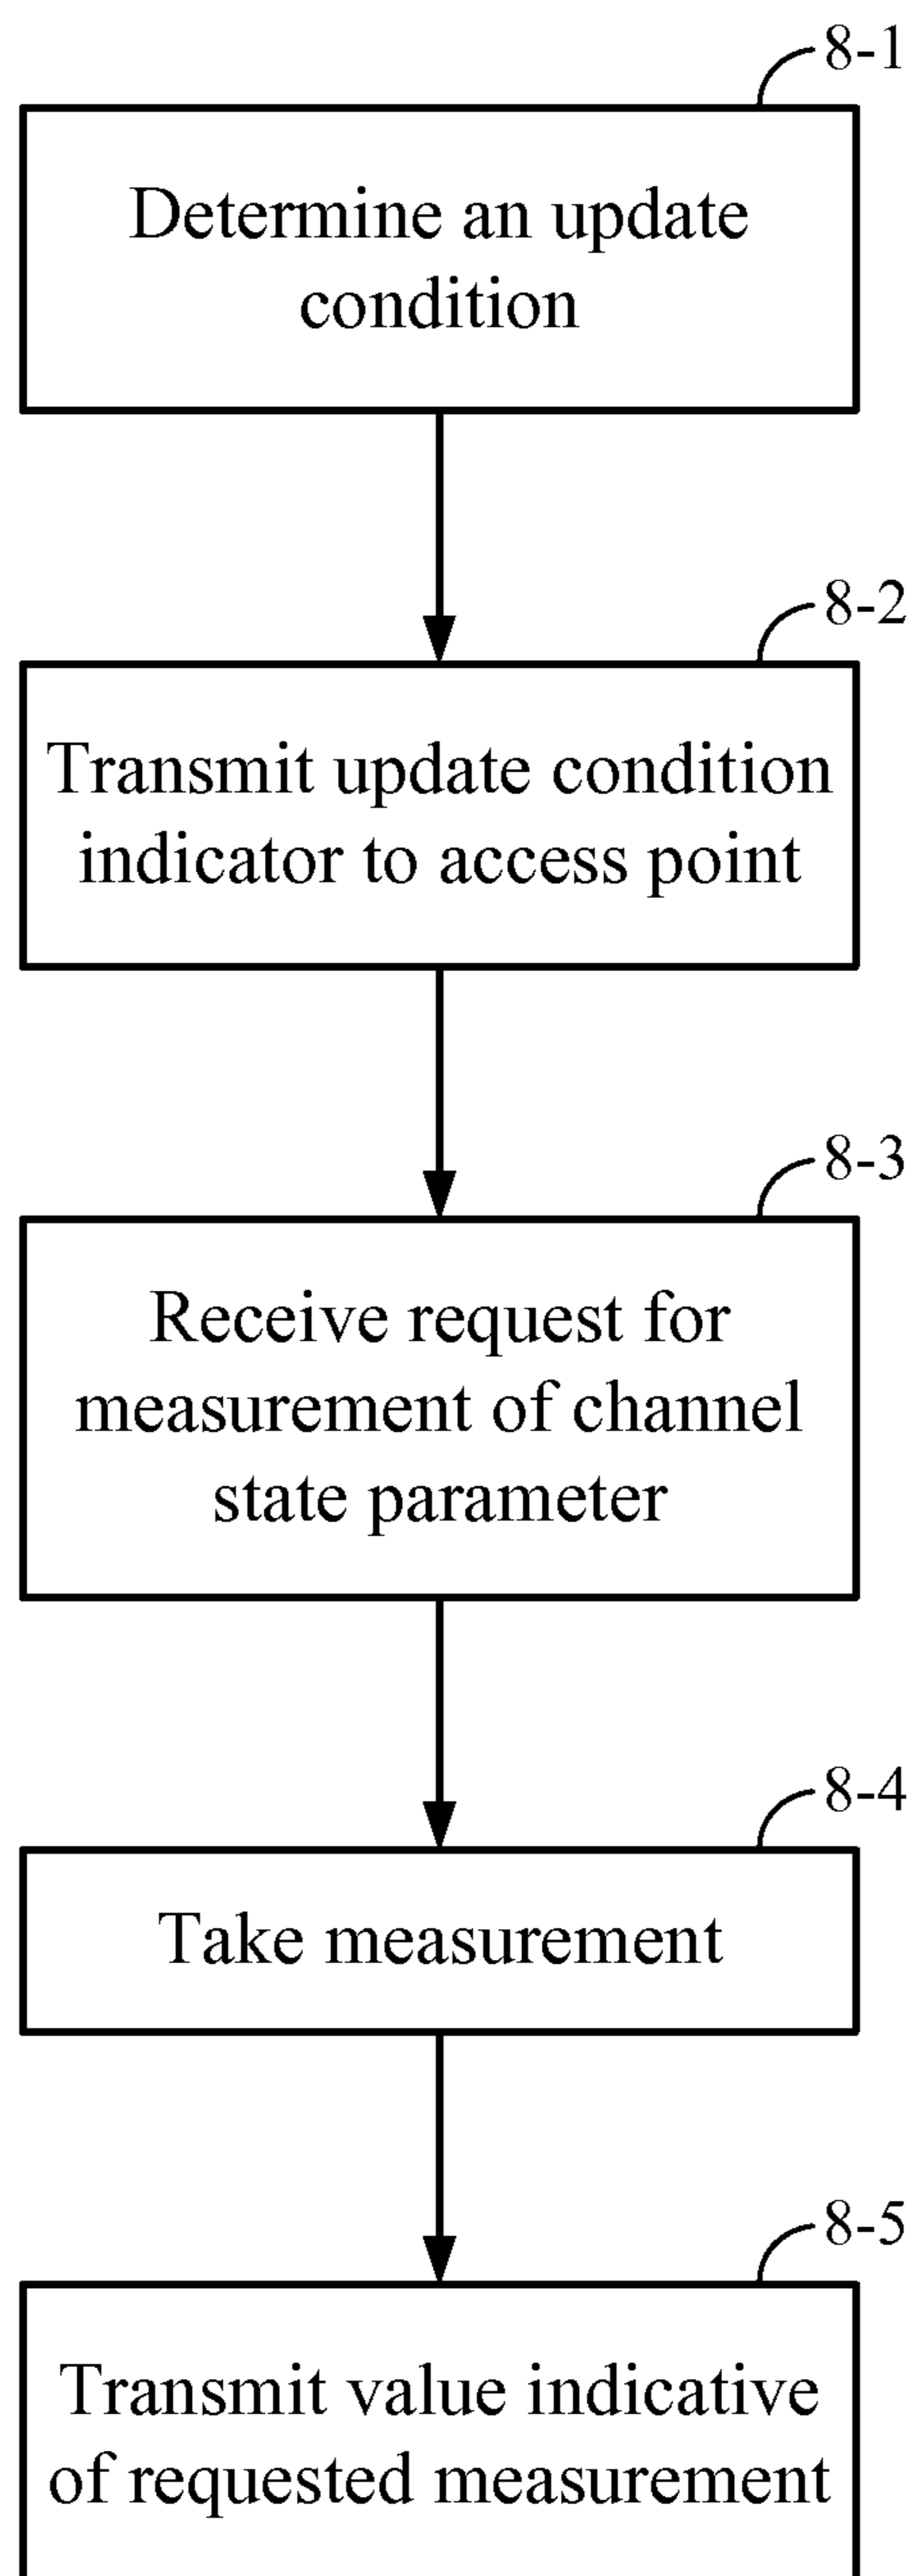 8-1
Determine an update
condition
8-2
Transmit update condition
indicator to access point
8-3
Receive request for
measurement of channel
state parameter
8-4
Take measurement
8-5
Transmit value indicative
of requested measurement